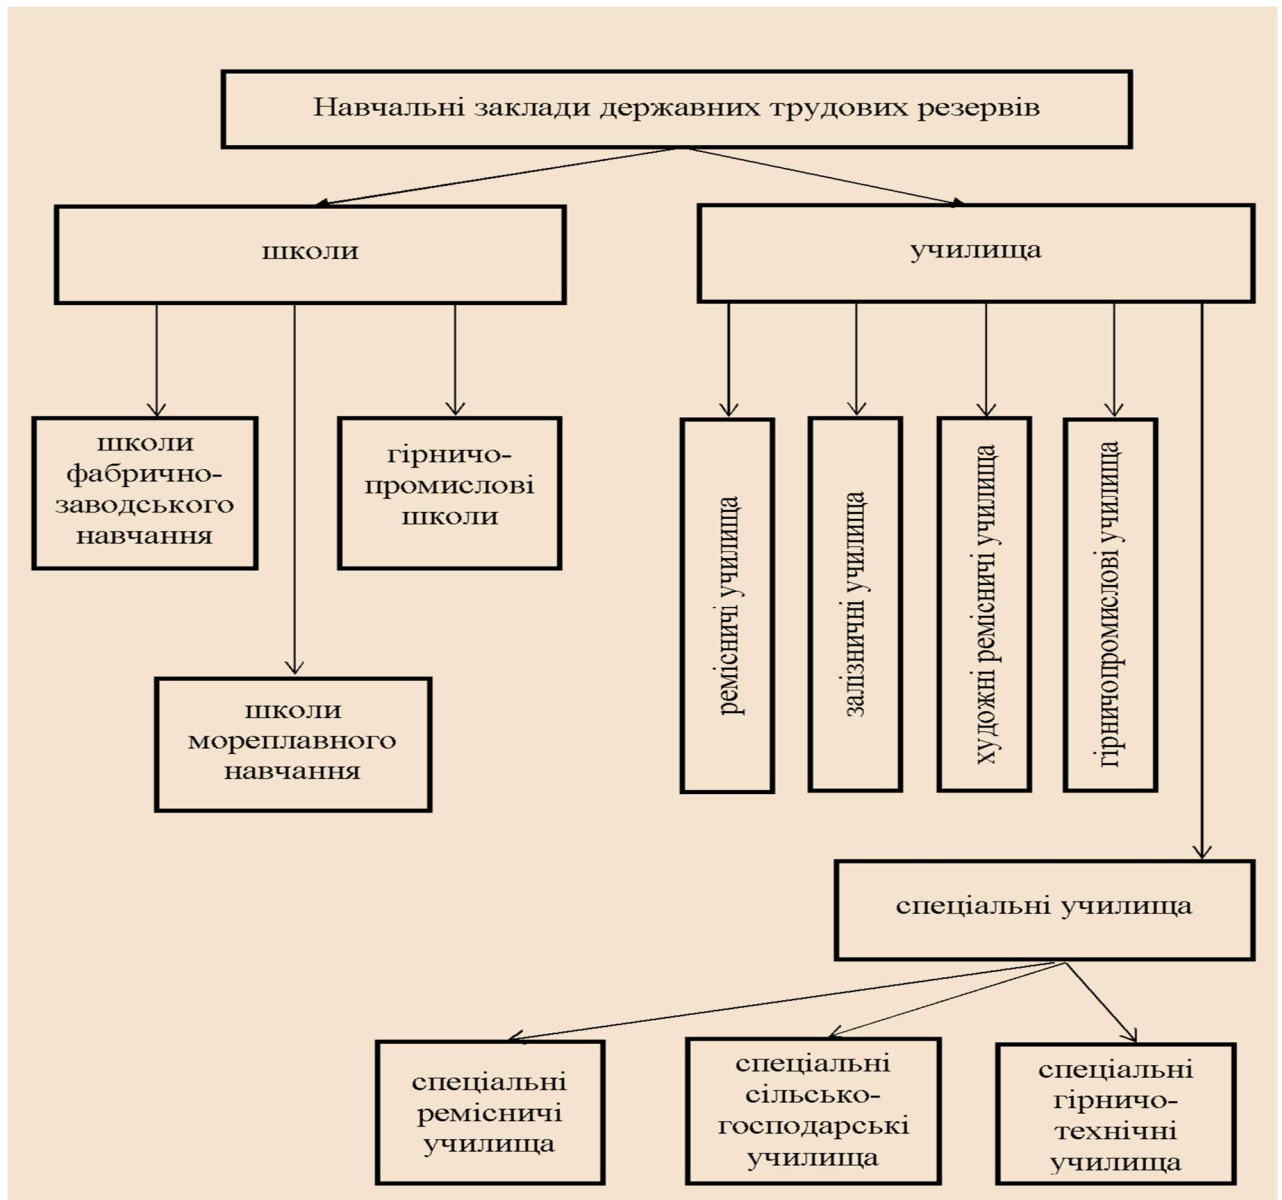 Навчальні заклади державних трудових резервів
школи
училища
школи
фабрично-
заводського
навчання
гірничо-
промислові
школи
школи
мореплавного
навчання
ремісничі училища
залізничні училища
художні ремісничі училища
гірничопромислові училища
спеціальні училища
спеціальні
ремісничі
училища
спеціальні
сільсько-
господарські
училища
спеціальні
гірничо-
технічні
училища